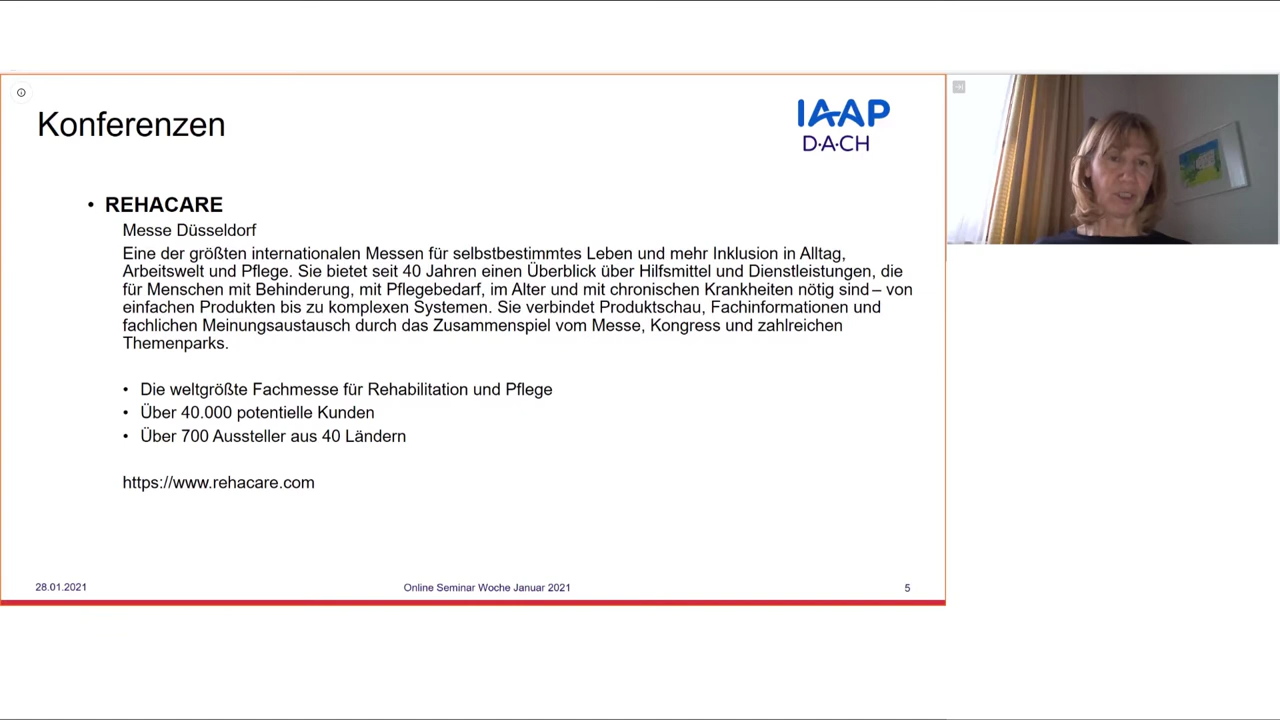 Konferenzen
IAAP
D·A·CH
• REHACARE
Messe Düsseldorf
Eine der größten internationalen Messen für selbstbestimmtes Leben und mehr Inklusion in Alltag,
Arbeitswelt und Pflege. Sie bietet seit 40 Jahren einen Überblick über Hilfsmittel und Dienstleistungen, die
für Menschen mit Behinderung, mit Pflegebedarf, im Alter und mit chronischen Krankheiten nötig sind – von
einfachen Produkten bis zu komplexen Systemen. Sie verbindet Produktschau, Fachinformationen und
fachlichen Meinungsaustausch durch das Zusammenspiel vom Messe, Kongress und zahlreichen
Themenparks.
• Die weltgrößte Fachmesse für Rehabilitation und Pflege
• Über 40.000 potentielle Kunden
• Über 700 Aussteller aus 40 Ländern
https://www.rehacare.com
28.01.2021
Online Seminar Woche Januar 2021
5